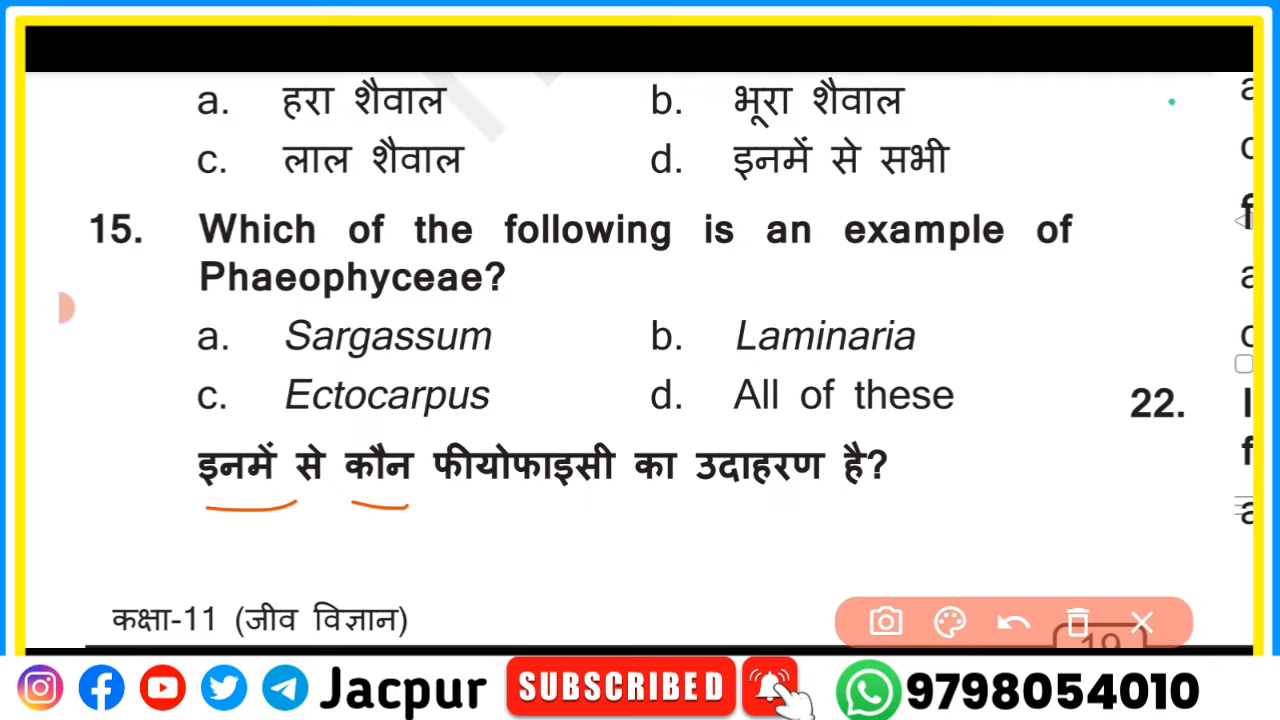 a. हरा शैवाल b. भूरा शैवाल
c. लाल शैवाल d. इनमें से सभी
15. Which of the following is an example of
Phaeophyceae?
a. Sargassum b. Laminaria
c. Ectocarpus d. All of these
22.
इनमें से कौन फीयोफाइसी का उदाहरण है?
कक्षा-11 (जीव विज्ञान)
Jacpur SUBSCRIBED 9798054010